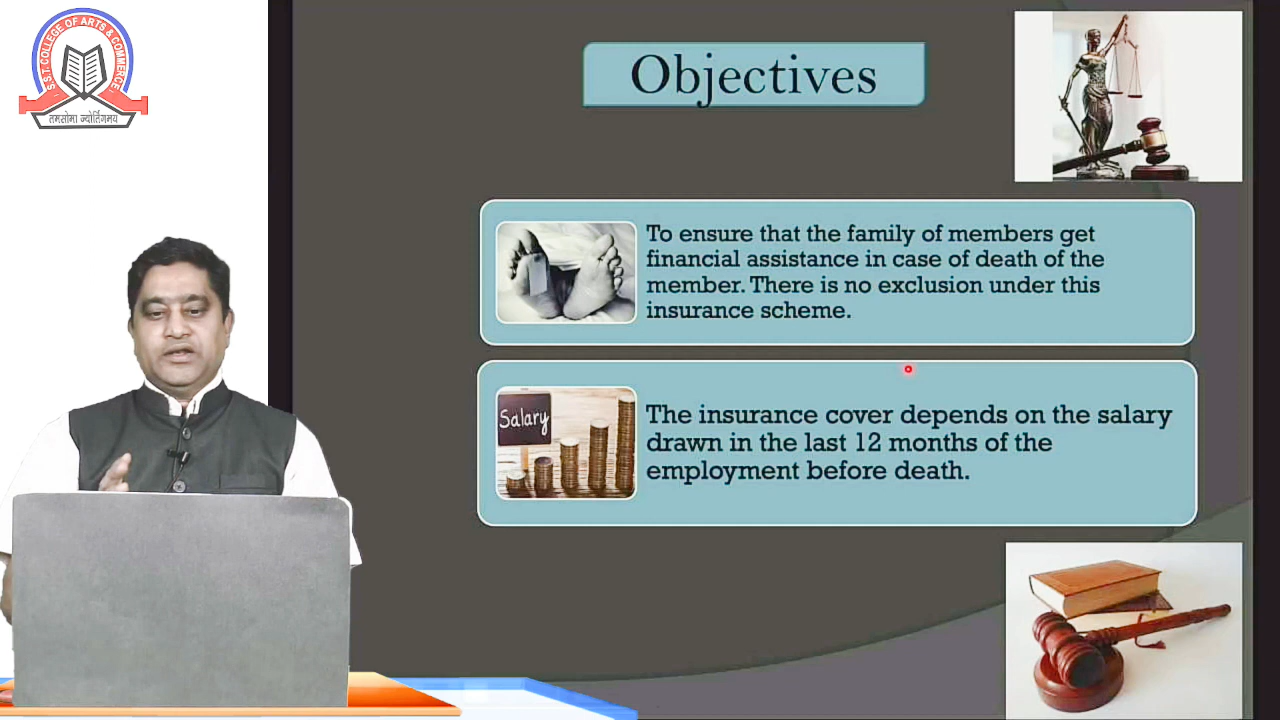 S.S.T. COLLEGE OF ARTS & COMMERCE
तमसोमा ज्योतिंगमय
Objectives
To ensure that the family of members get
financial assistance in case of death of the
member. There is no exclusion under this
insurance scheme.
Salary
The insurance cover depends on the salary
drawn in the last 12 months of the
employment before death.